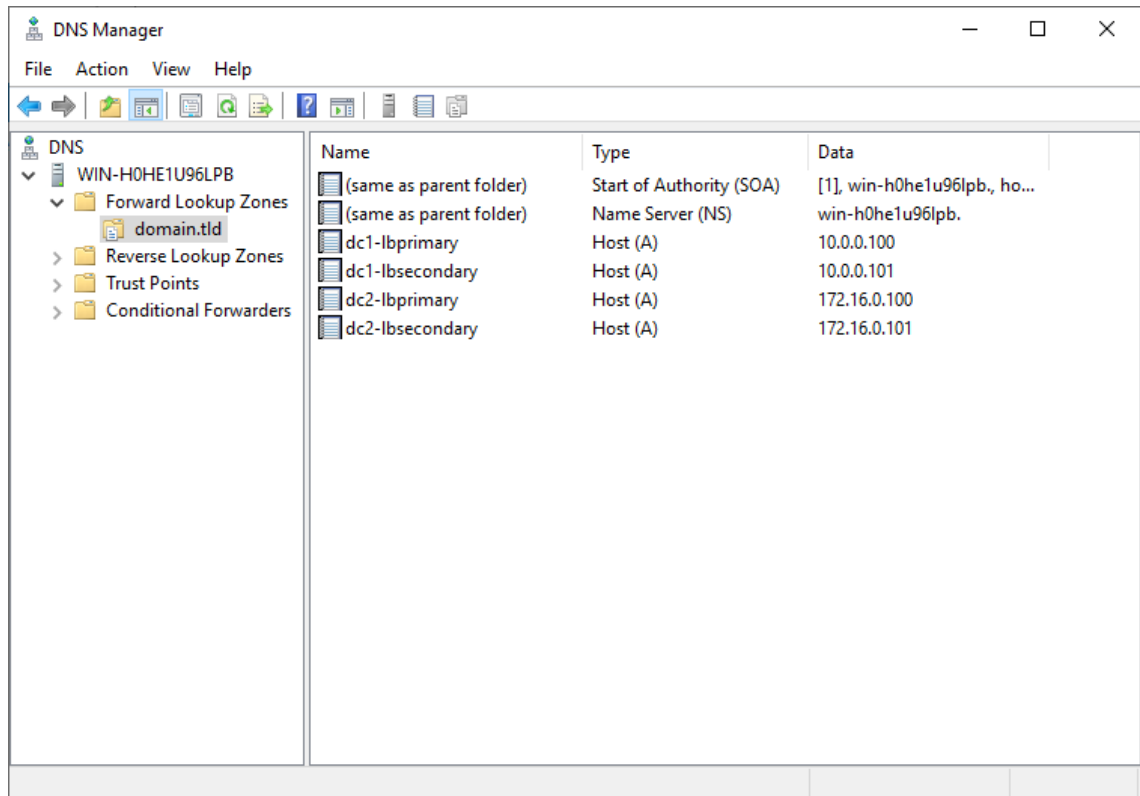 DNS Manager
File Action View Help
DNS
WIN-H0HE1U96LPB
Forward Lookup Zones
domain.tld
Reverse Lookup Zones
Trust Points
Conditional Forwarders
Name Type Data
(same as parent folder) Start of Authority (SOA) [1], win-h0he1u96lpb., ho...
(same as parent folder) Name Server (NS) win-h0he1u96lpb.
dc1-lbprimary Host (A) 10.0.0.100
dc1-lbsecondary Host (A) 10.0.0.101
dc2-lbprimary Host (A) 172.16.0.100
dc2-lbsecondary Host (A) 172.16.0.101